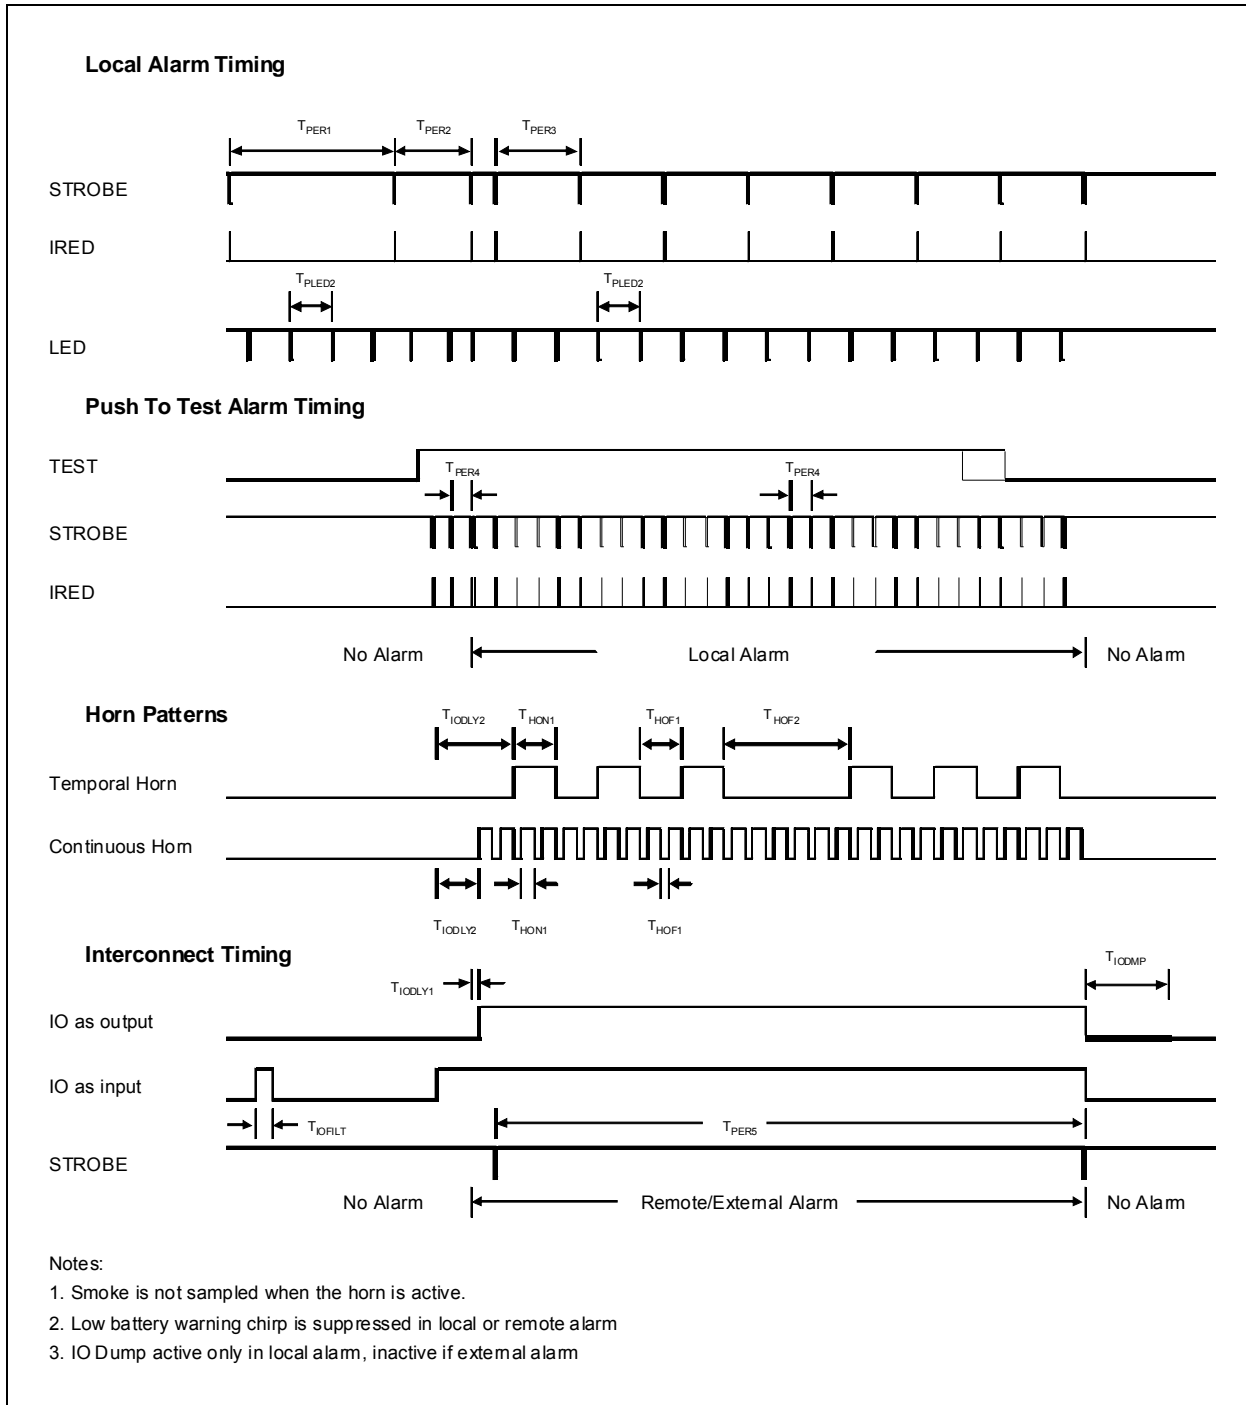 Local Alarm Timing
TPER1 TPER2 TPER3
STROBE
IRED
TPLED2 TPLED2
LED
Push To Test Alarm Timing
TEST
TPER4 TPER4
STROBE
IRED
No Alarm Local Alarm No Alarm
Horn Patterns
TIODLY2 THON1 THOF1 THOF2
Temporal Horn
Continuous Horn
TIODLY2 THON1 THOF1
Interconnect Timing
TIODMP
TIODLY1
IO as output
IO as input
TIOFILT TPER5
STROBE
No Alarm Remote/External Alarm No Alarm
Notes:
1. Smoke is not sampled when the horn is active.
2. Low battery warning chirp is suppressed in local or remote alarm
3. IO Dump active only in local alarm, inactive if external alarm